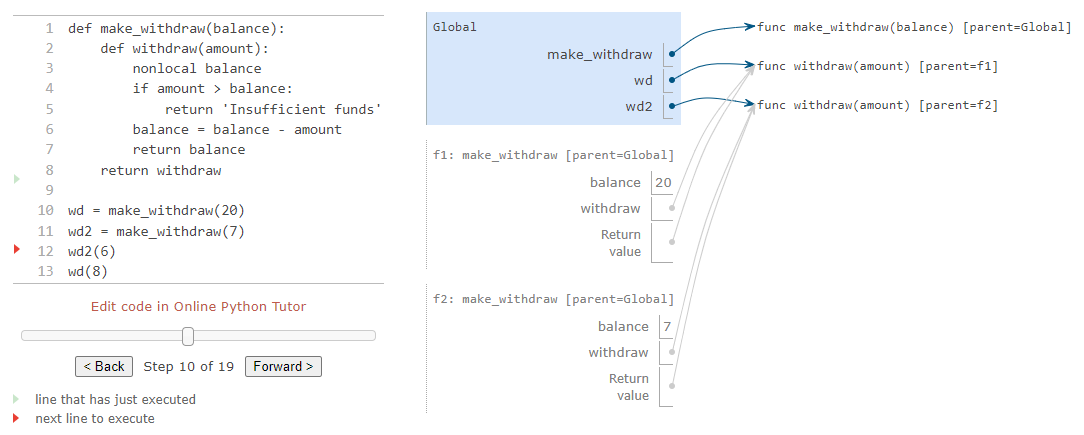 1 def make_withdraw(balance):
2     def withdraw(amount):
3         nonlocal balance
4         if amount > balance:
5             return 'Insufficient funds'
6         balance = balance - amount
7         return balance
8     return withdraw
9
10 wd = make_withdraw(20)
11 wd2 = make_withdraw(7)
12 wd2(6)
13 wd(8)
Edit code in Online Python Tutor
< Back Step 10 of 19 Forward >
line that has just executed
next line to execute
Global
make_withdraw
wd
wd2
func make_withdraw(balance) [parent=Global]
func withdraw(amount) [parent=f1]
func withdraw(amount) [parent=f2]
f1: make_withdraw [parent=Global]
balance 20
withdraw
Return
value
f2: make_withdraw [parent=Global]
balance 7
withdraw
Return
value